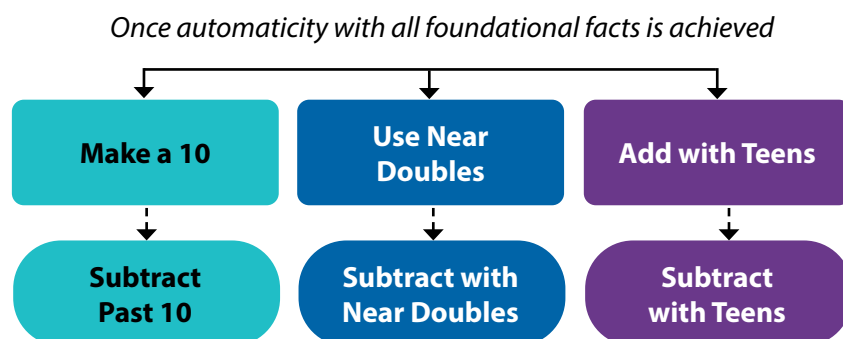 Once automaticity with all foundational facts is achieved
Make a 10
Use Near
Doubles
Add with Teens
Subtract
Past 10
Subtract with
Near Doubles
Subtract
with Teens